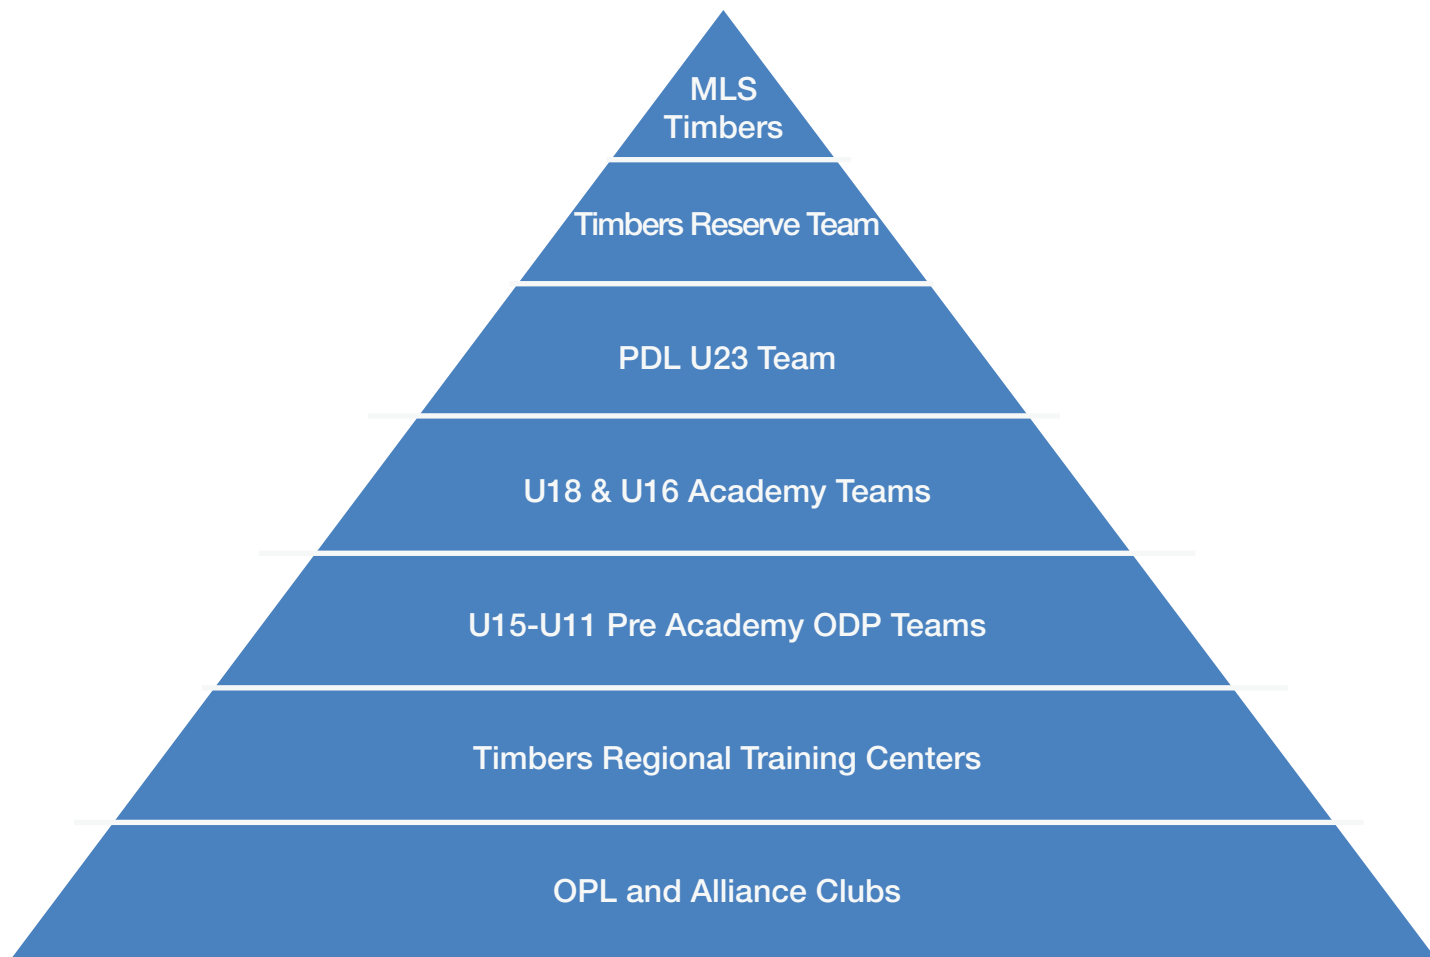 MLS
Timbers
Timbers Reserve Team
PDL U23 Team
U18 & U16 Academy Teams
U15-U11 Pre Academy ODP Teams
Timbers Regional Training Centers
OPL and Alliance Clubs